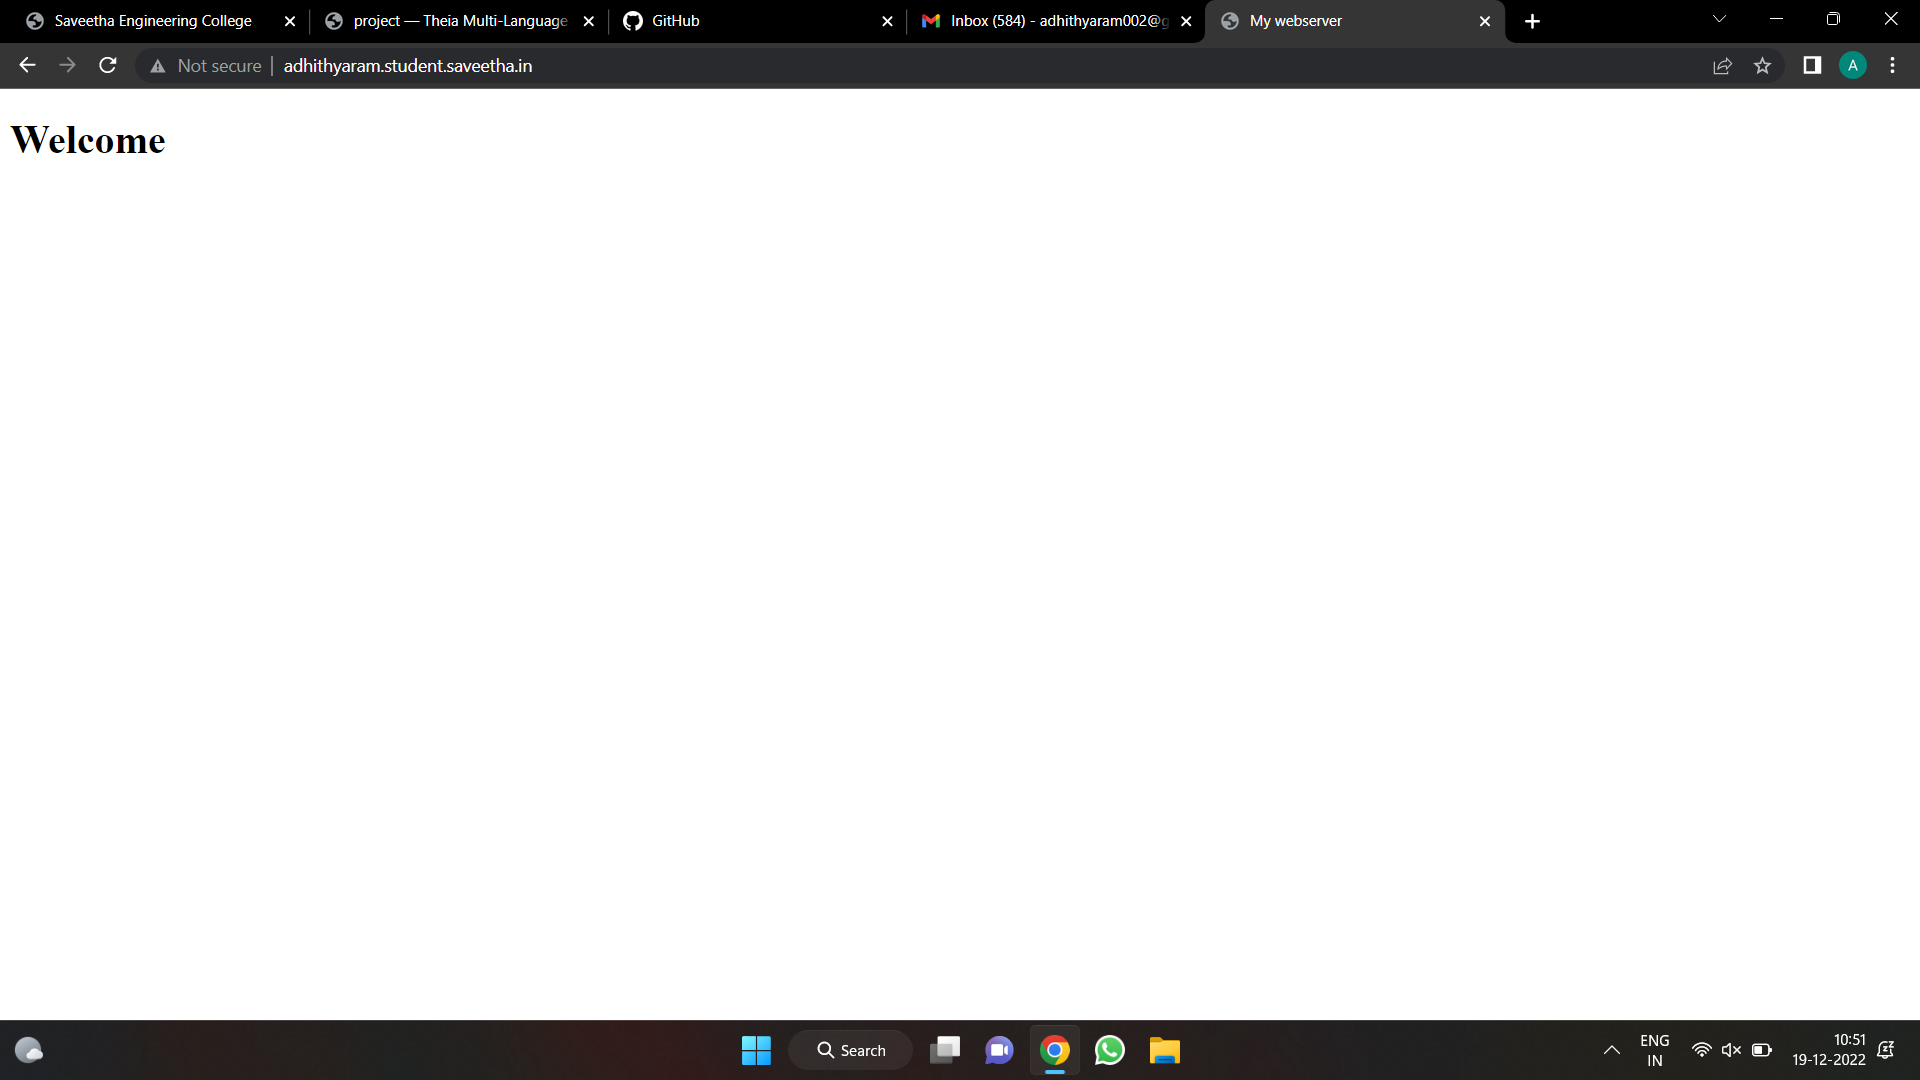 Saveetha Engineering College
project — Theia Multi-Language
GitHub
Inbox (584) - adhithyaram002@g
My webserver
Not secure
adhithyaram.student.saveetha.in
A
Welcome
Search
ENG
IN
10:51
19-12-2022